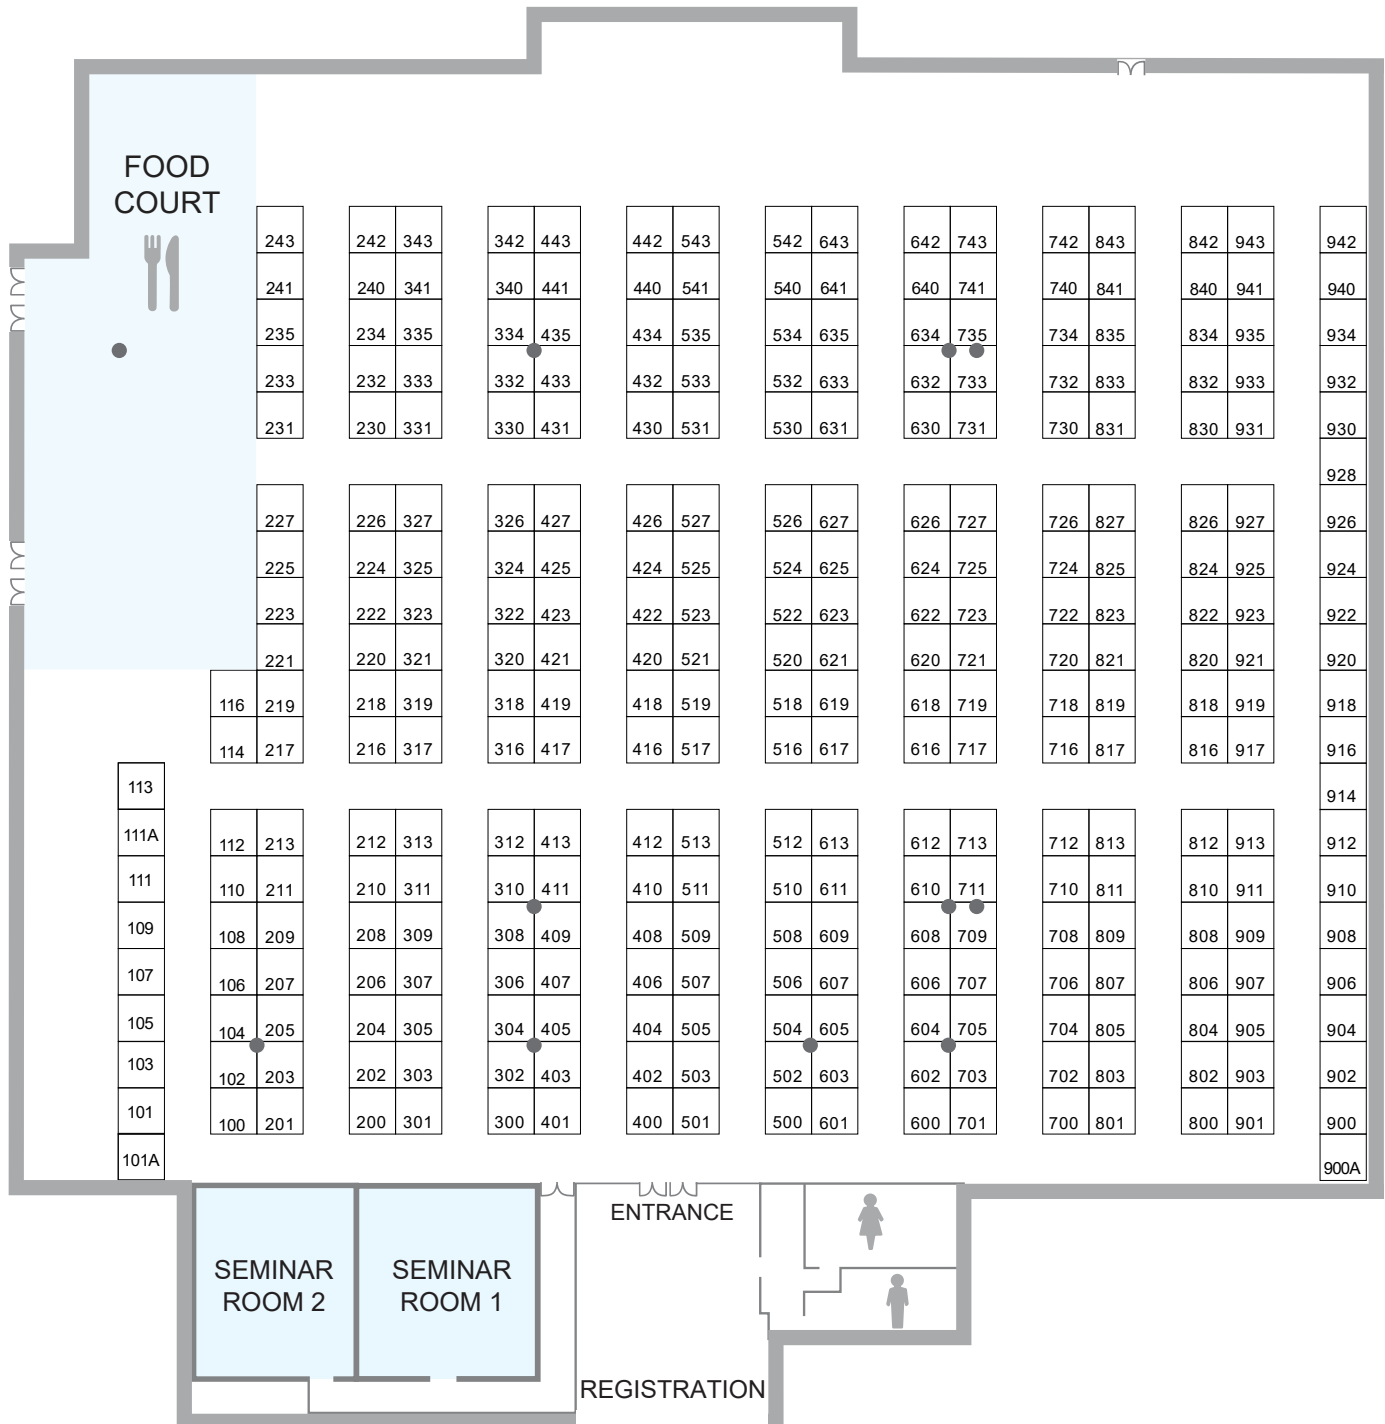 FOOD
COURT
243 242 343 342 443 442 543 542 643 642 743 742 843 842 943 942
241 240 341 340 441 440 541 540 641 640 741 740 841 840 941 940
235 234 335 334 435 434 535 534 635 634 735 734 835 834 935 934
233 232 333 332 433 432 533 532 633 632 733 732 833 832 933 932
231 230 331 330 431 430 531 530 631 630 731 730 831 830 931 930
928
227 226 327 326 427 426 527 526 627 626 727 726 827 826 927 926
225 224 325 324 425 424 525 524 625 624 725 724 825 824 925 924
223 222 323 322 423 422 523 522 623 622 723 722 823 822 923 922
221 220 321 320 421 420 521 520 621 620 721 720 821 820 921 920
116 219 218 319 318 419 418 519 518 619 618 719 718 819 818 919 918
114 217 216 317 316 417 416 517 516 617 616 717 716 817 816 917 916
113 914
111A 112 213 212 313 312 413 412 513 512 613 612 713 712 813 812 913 912
111 110 211 210 311 310 411 410 511 510 611 610 711 710 811 810 911 910
109 108 209 208 309 308 409 408 509 508 609 608 709 708 809 808 909 908
107 106 207 206 307 306 407 406 507 506 607 606 707 706 807 806 907 906
105 104 205 204 305 304 405 404 505 504 605 604 705 704 805 804 905 904
103 102 203 202 303 302 403 402 503 502 603 602 703 702 803 802 903 902
101 100 201 200 301 300 401 400 501 500 601 600 701 700 801 800 901 900
101A 900A
ENTRANCE
SEMINAR
ROOM 2
SEMINAR
ROOM 1
REGISTRATION